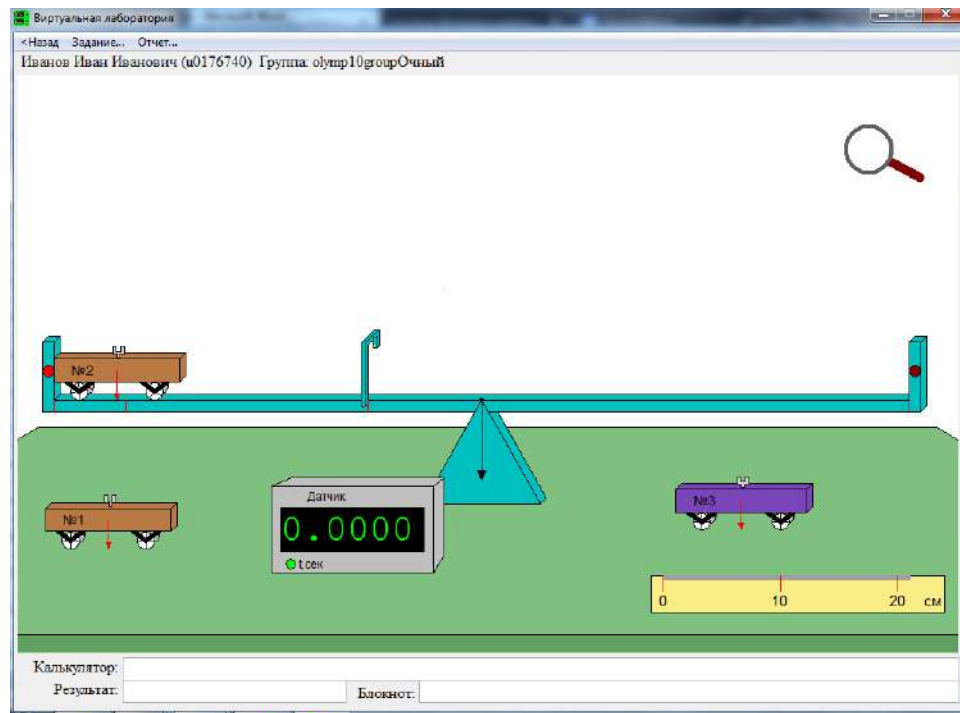 Виртуальная лаборатория
<Назад Задание... Отчет...
Иванов Иван Иванович (u0176740) Группа: olymp10groupОчный
№2
№1
Датчик
0.0000
t,сек
№3
0 10 20 см
Калькулятор:
Результат: Блокнот: